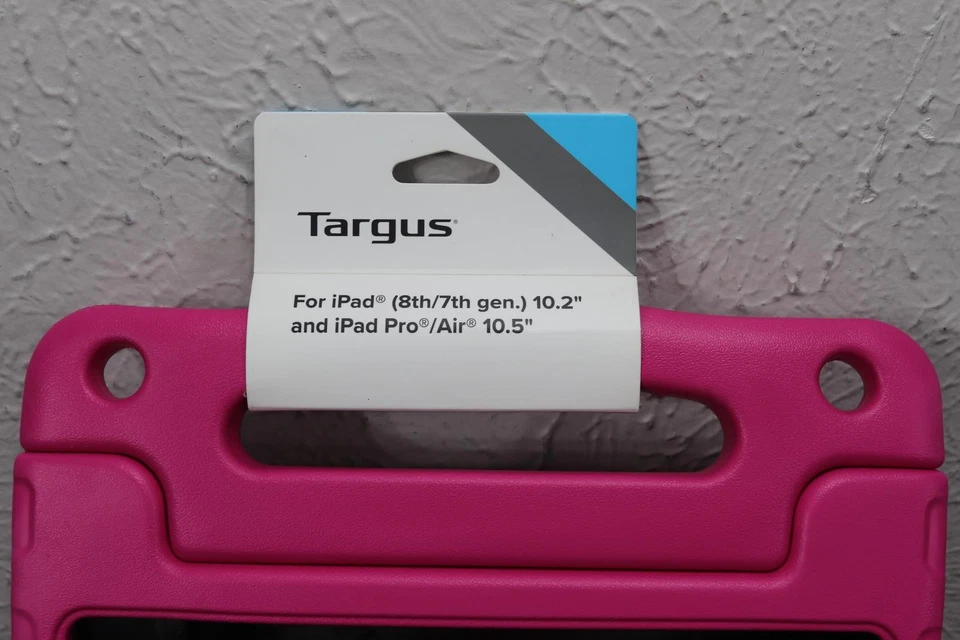 Targus®
For iPad® (8th/7th gen.) 10.2"
and iPad Pro®/Air® 10.5"